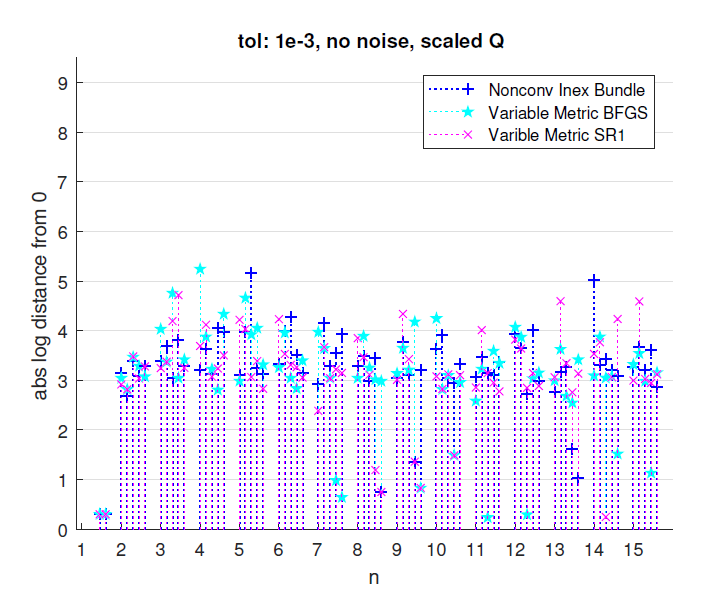 tol: 1e-3, no noise, scaled Q
Nonconv Inex Bundle
Variable Metric BFGS
Varible Metric SR1
abs log distance from 0
9
8
7
6
5
4
3
2
1
0
1 2 3 4 5 6 7 8 9 10 11 12 13 14 15
n